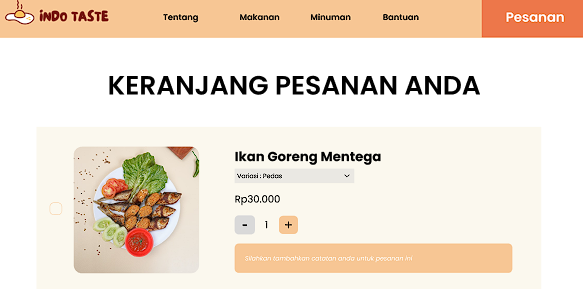 INDO TASTE
Tentang Makanan Minuman Bantuan Pesanan
KERANJANG PESANAN ANDA
Ikan Goreng Mentega
Variasi : Pedas
Rp30.000
- 1 +
Silahkan tambahkan catatan anda untuk pesanan ini